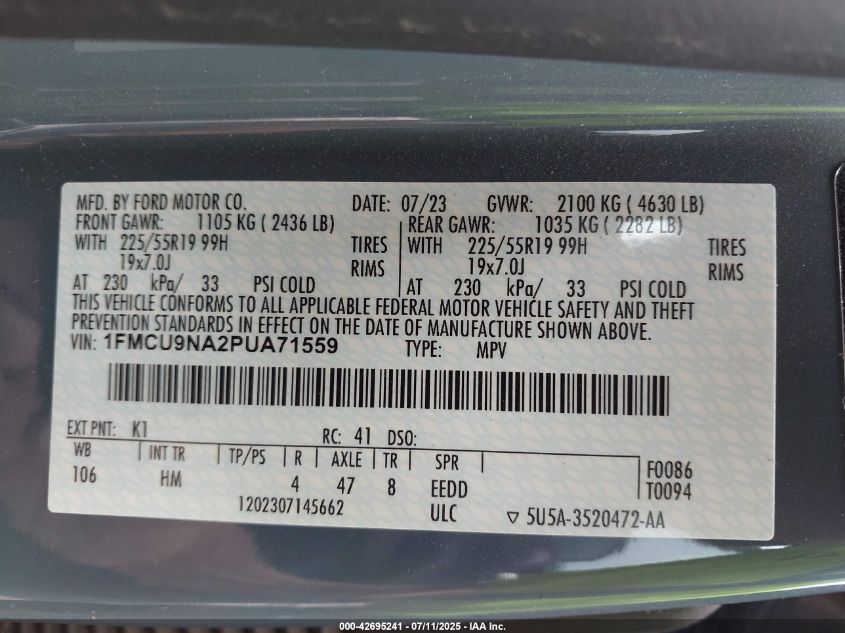 MFD. BY FORD MOTOR CO. DATE: 07/23 GVWR: 2100 KG ( 4630 LB)
FRONT GAWR: 1105 KG ( 2436 LB) REAR GAWR: 1035 KG ( 2282 LB)
WITH 225/55R19 99H TIRES WITH 225/55R19 99H TIRES
19x7.0J RIMS 19x7.0J RIMS
AT 230 kPa/ 33 PSI COLD AT 230 kPa/ 33 PSI COLD
THIS VEHICLE CONFORMS TO ALL APPLICABLE FEDERAL MOTOR VEHICLE SAFETY AND THEFT
PREVENTION STANDARDS IN EFFECT ON THE DATE OF MANUFACTURE SHOWN ABOVE.
VIN: 1FMCU9NA2PUA71559 TYPE: MPV
EXT PNT: K1 RC: 41 DSO:
WB INT TR TP/PS R AXLE TR SPR F0086
106 HM 4 47 8 EEDD T0094
1202307145662 ULC ▽ 5U5A-3520472-AA
000-42695241 / 07/11/2025 - IAA Inc.